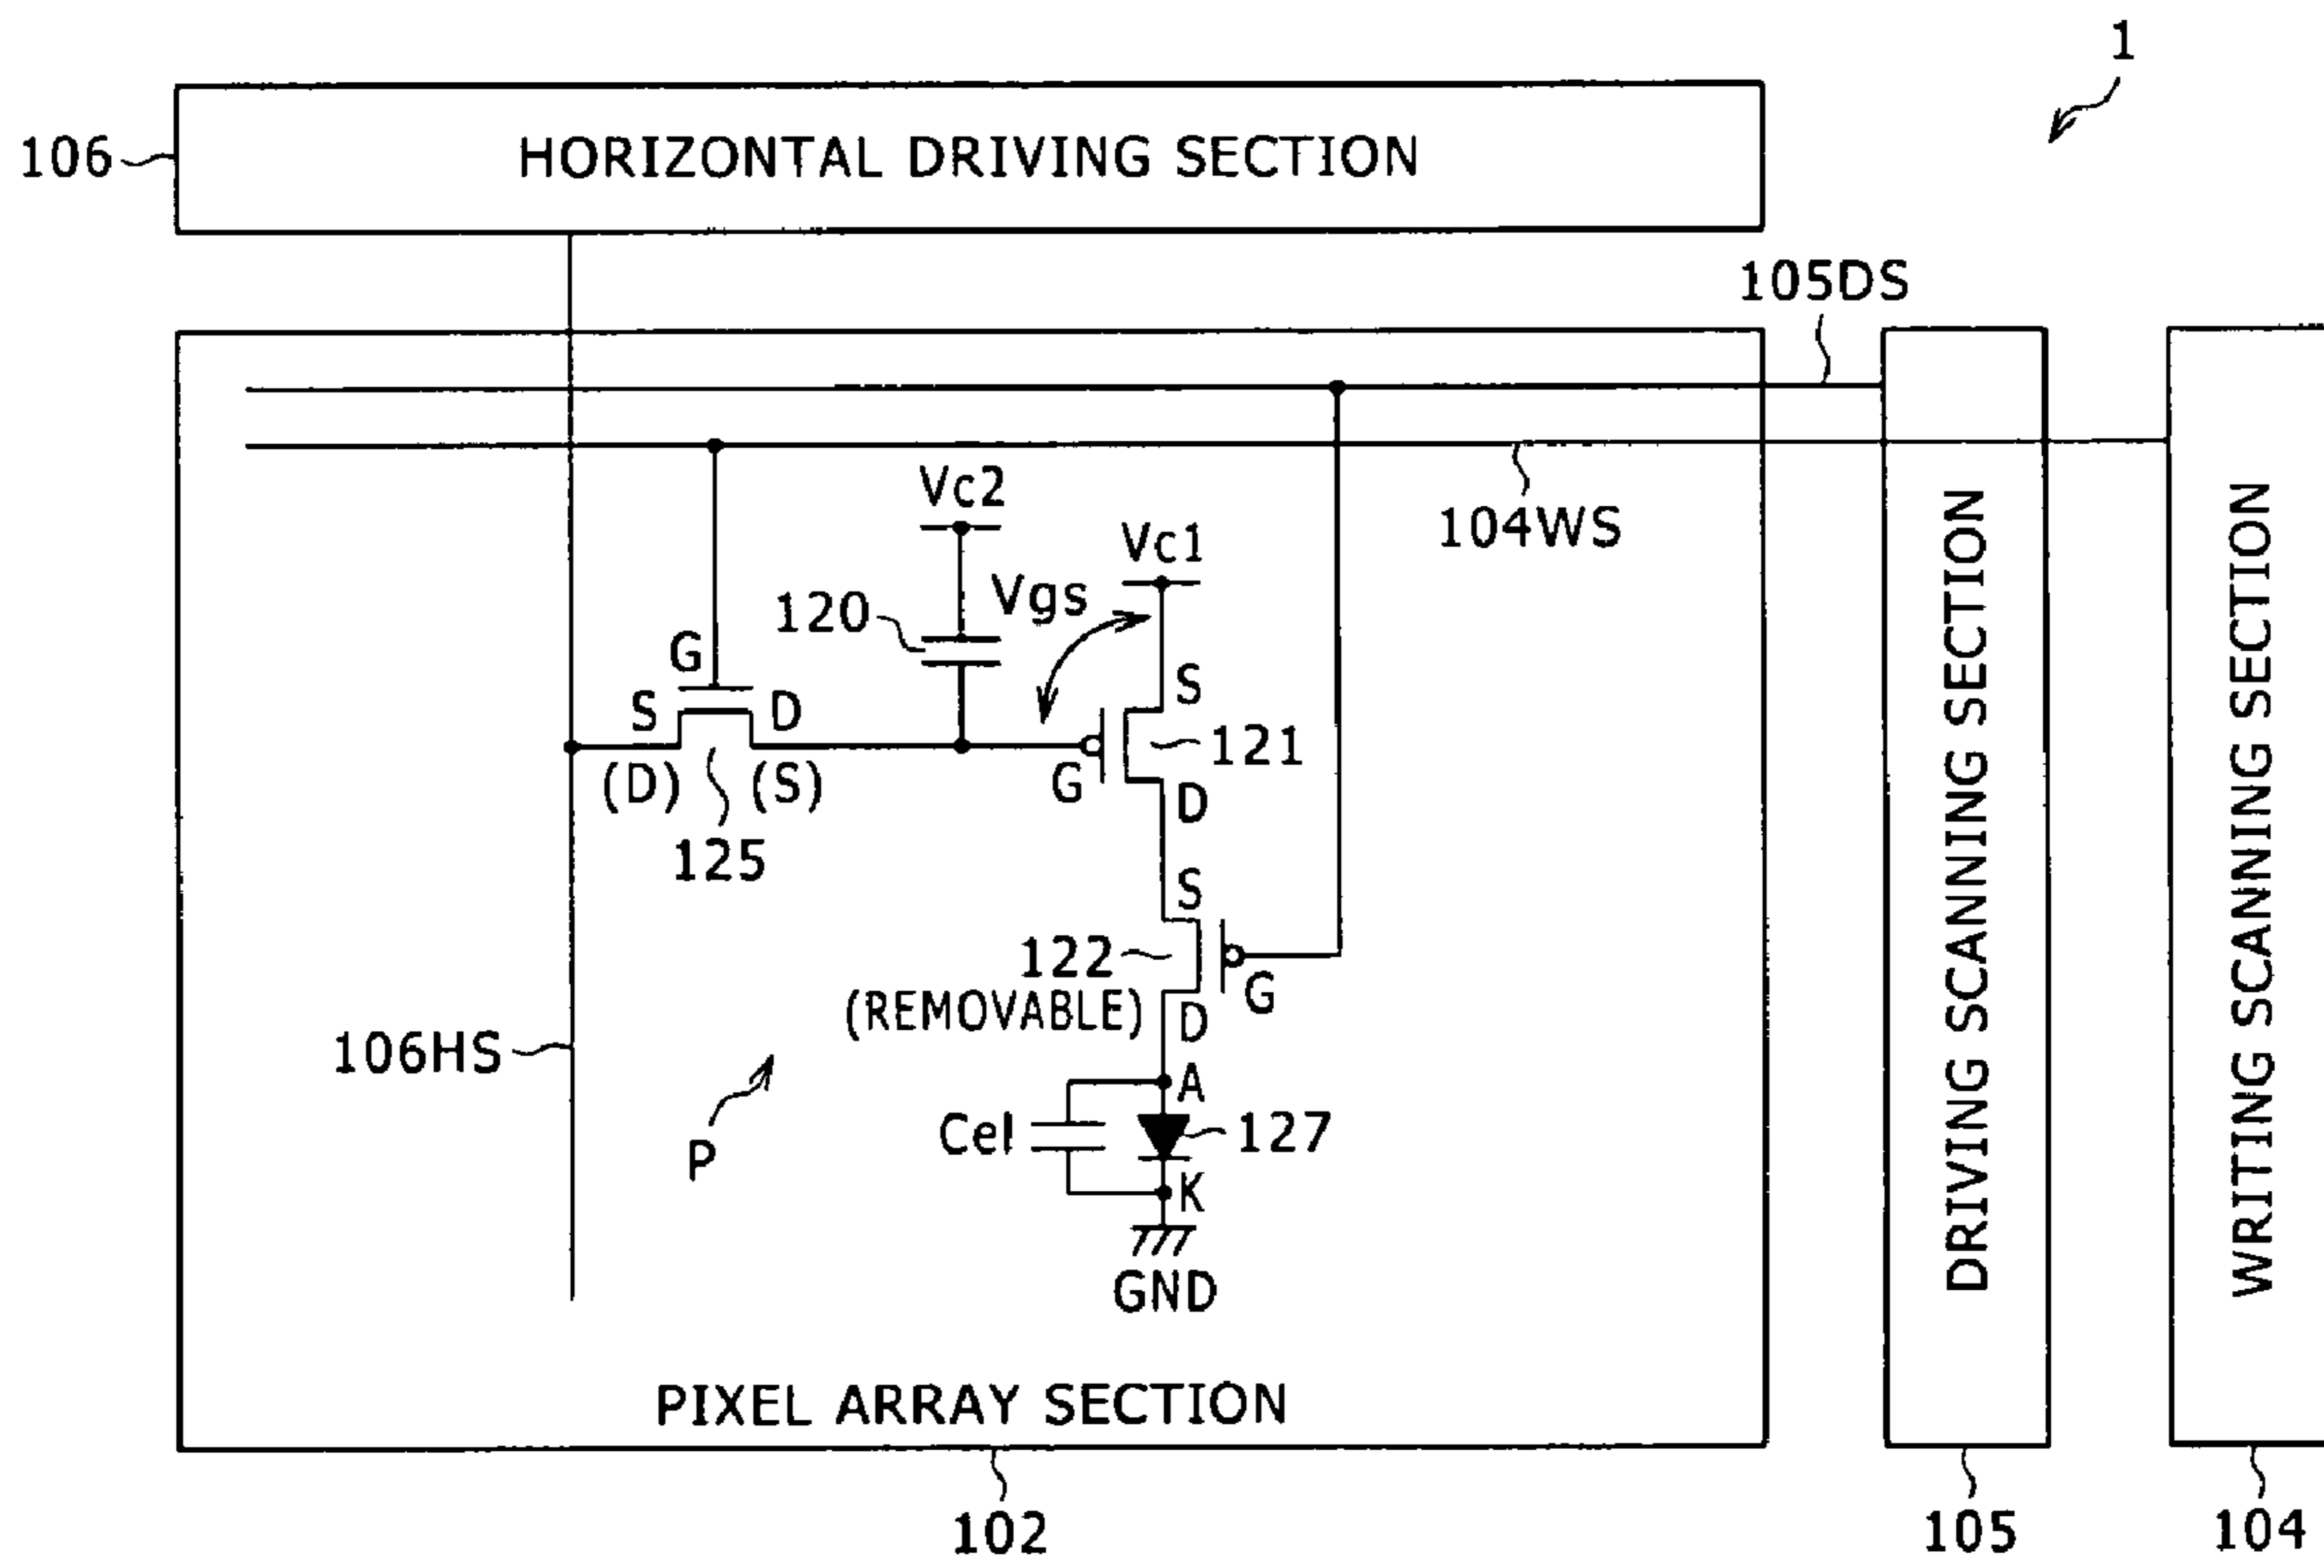 1
106
HORIZONTAL DRIVING SECTION
105DS
Vc2
104WS
Vc1
120
Vgs
G
S
D
S
(D)
(S)
G
121
D
125
S
122
(REMOVABLE)
G
D
106HS
A
Cel
127
P
K
GND
PIXEL ARRAY SECTION
DRIVING SCANNING SECTION
WRITING SCANNING SECTION
102
105
104